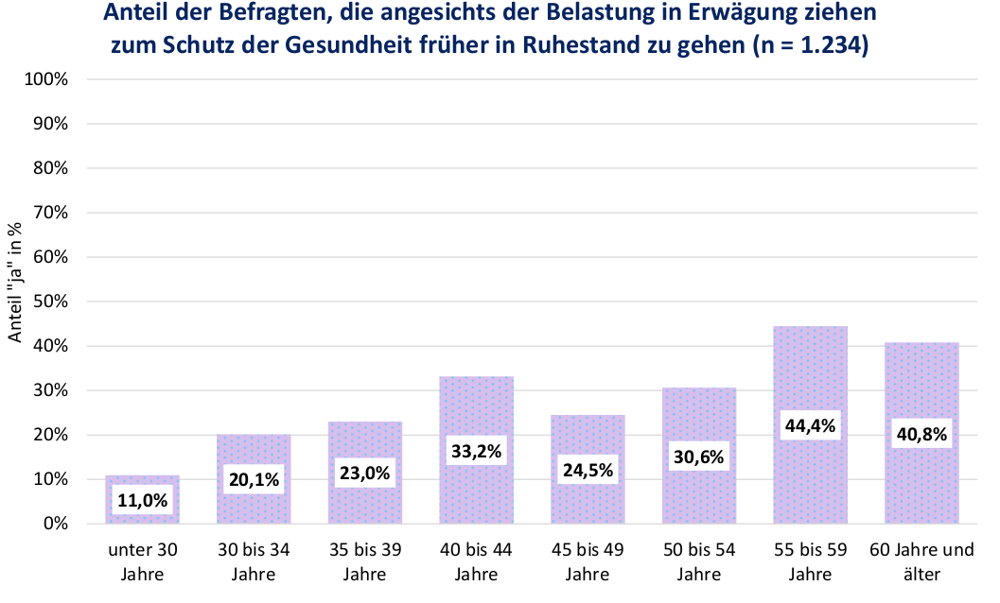 Anteil der Befragten, die angesichts der Belastung in Erwägung ziehen
zum Schutz der Gesundheit früher in Ruhestand zu gehen (n = 1.234)
Anteil "ja" in %
100%
90%
80%
70%
60%
50%
40%
30%
20%
10%
0%
11,0%
20,1%
23,0%
33,2%
24,5%
30,6%
44,4%
40,8%
unter 30
Jahre
30 bis 34
Jahre
35 bis 39
Jahre
40 bis 44
Jahre
45 bis 49
Jahre
50 bis 54
Jahre
55 bis 59
Jahre
60 Jahre und
älter